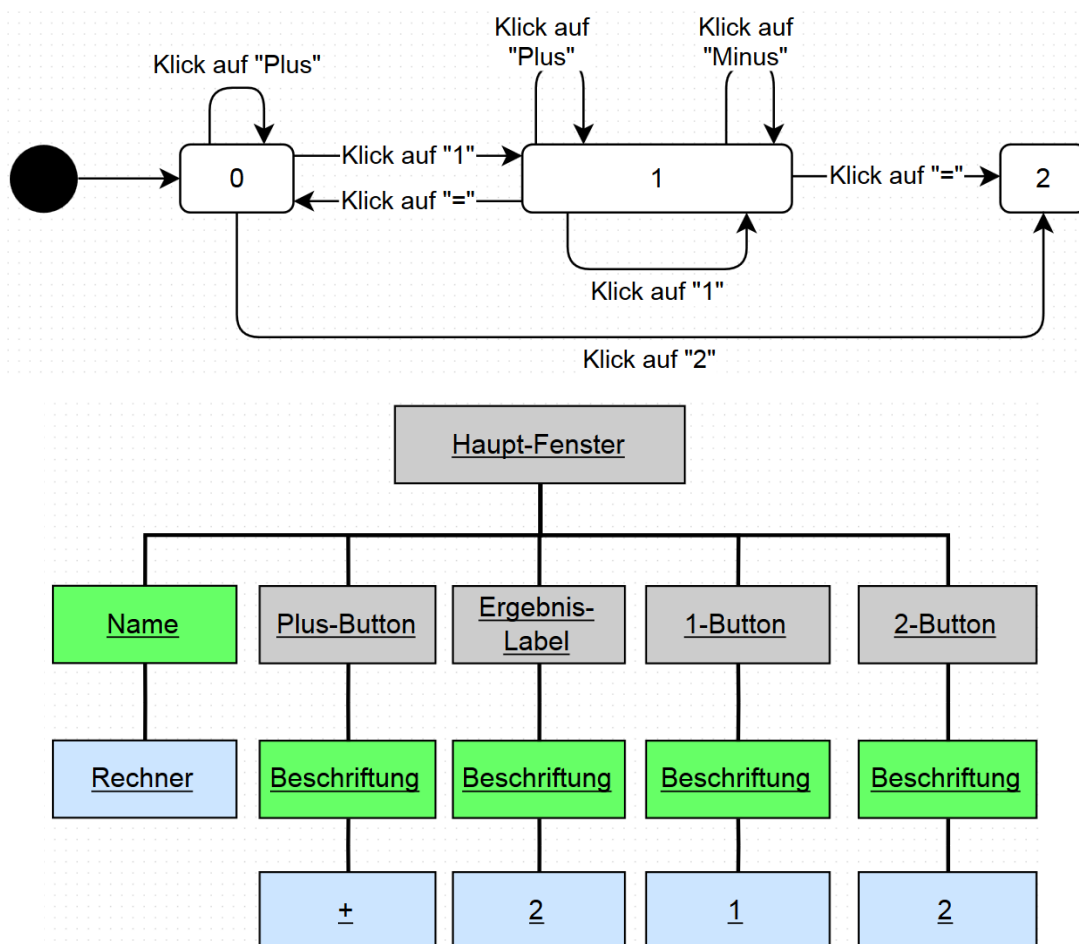 Klick auf
"Plus"
Klick auf
"Minus"
Klick auf "Plus"
0
Klick auf "1"
Klick auf "="
1
Klick auf "="
2
Klick auf "1"
Klick auf "2"
Haupt-Fenster
Name
Plus-Button
Ergebnis-
Label
1-Button
2-Button
Rechner
Beschriftung
Beschriftung
Beschriftung
Beschriftung
+
2
1
2